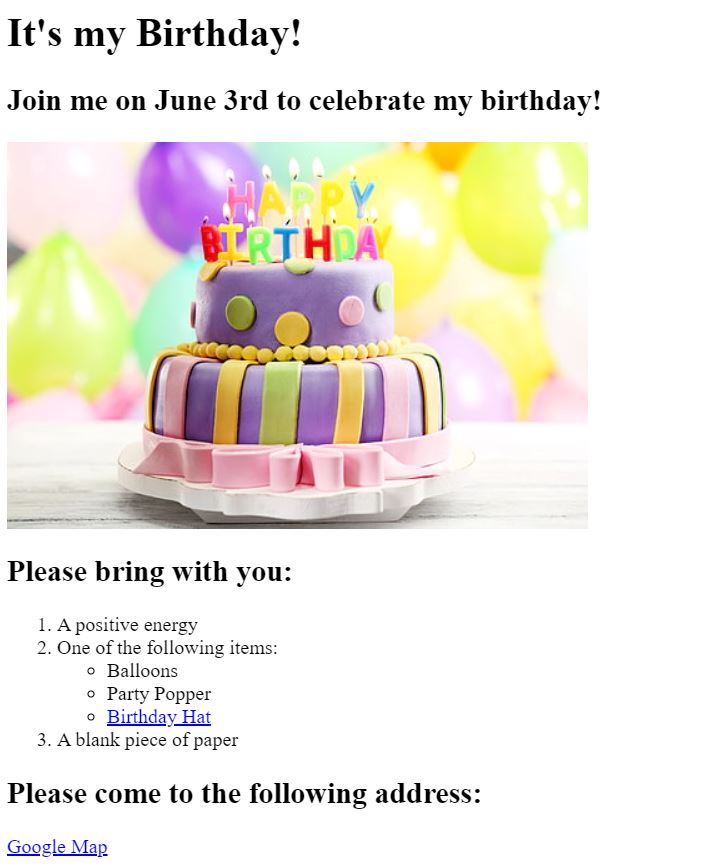 It's my Birthday!
Join me on June 3rd to celebrate my birthday!
HAPPY
BIRTHDAY
Please bring with you:
1. A positive energy
2. One of the following items:
Balloons
Party Popper
Birthday Hat
3. A blank piece of paper
Please come to the following address:
Google Map